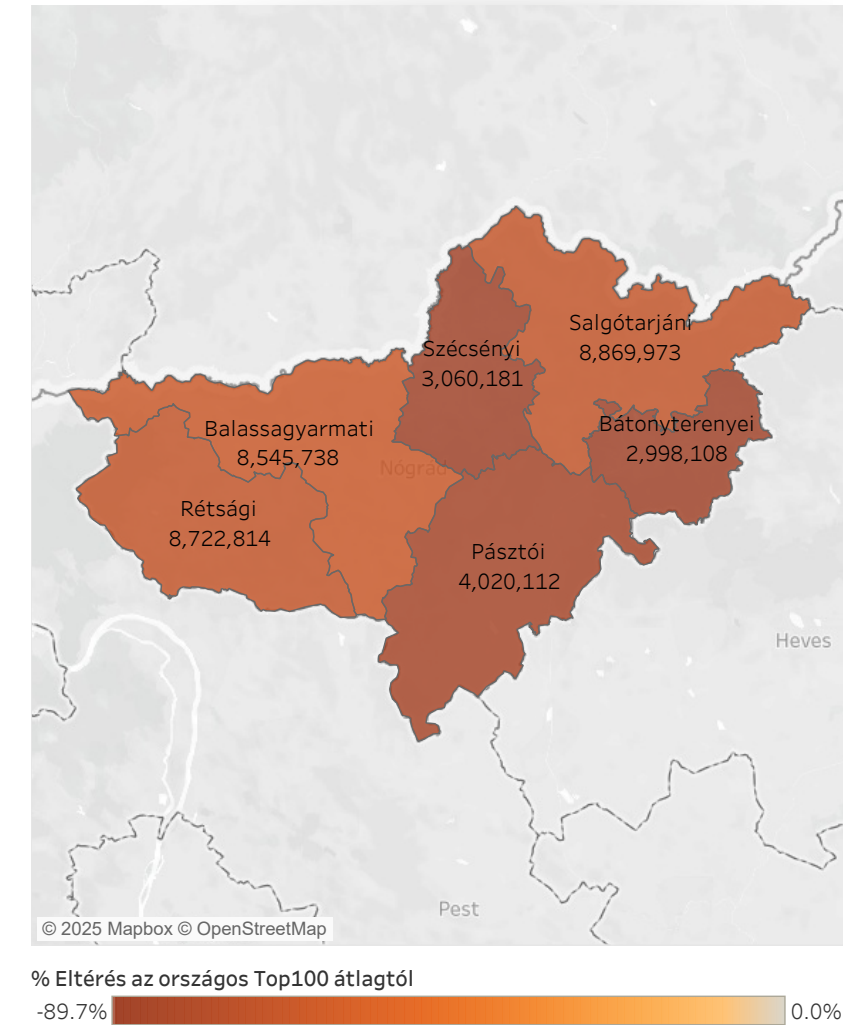 Salgótarjáni
8,869,973
Szécsényi
3,060,181
Bátonyterenyei
2,998,108
Balassagyarmati
8,545,738
Nógrád
Rétsági
8,722,814
Pásztói
4,020,112
Heves
Pest
© 2025 Mapbox © OpenStreetMap
% Eltérés az országos Top100 átlagtól
-89.7%
0.0%